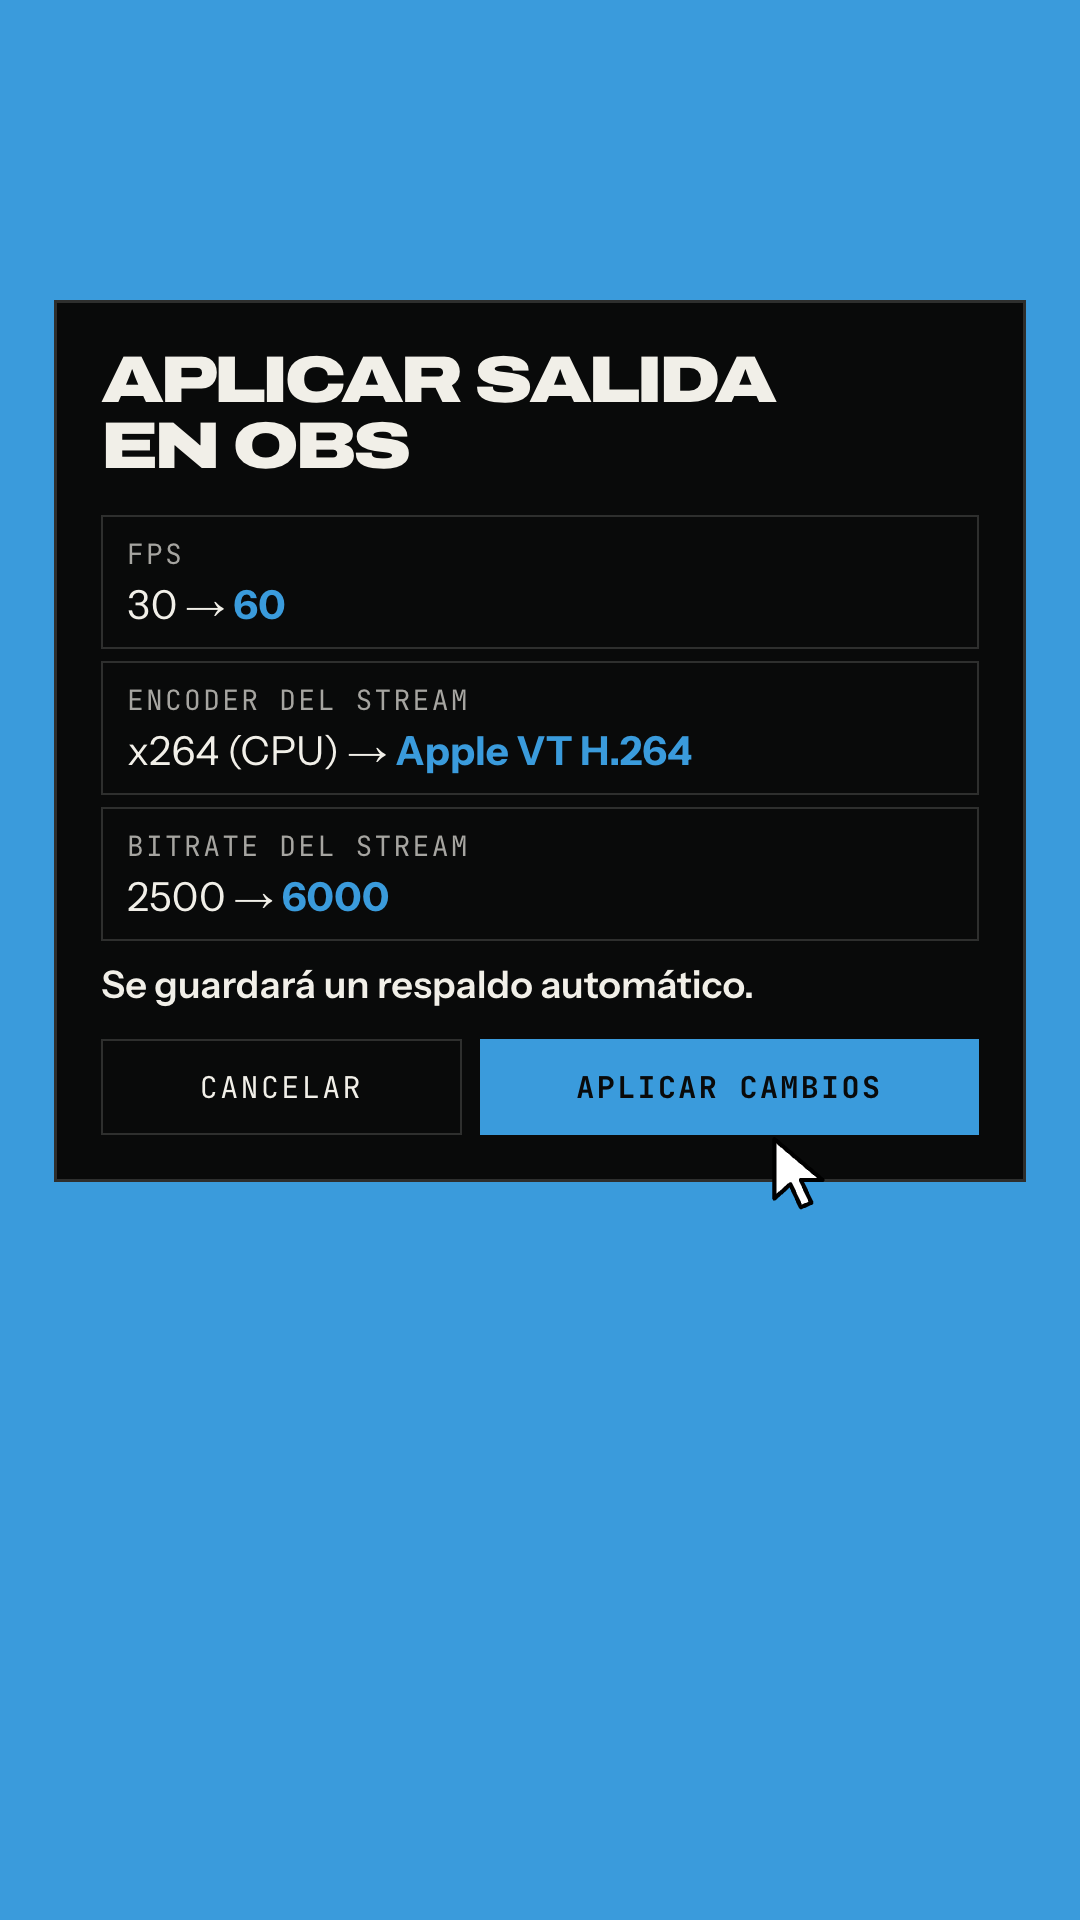 APLICAR SALIDA
EN OBS
FPS
30 → 60
ENCODER DEL STREAM
x264 (CPU) → Apple VT H.264
BITRATE DEL STREAM
2500 → 6000
Se guardará un respaldo automático.
CANCELAR
APLICAR CAMBIOS